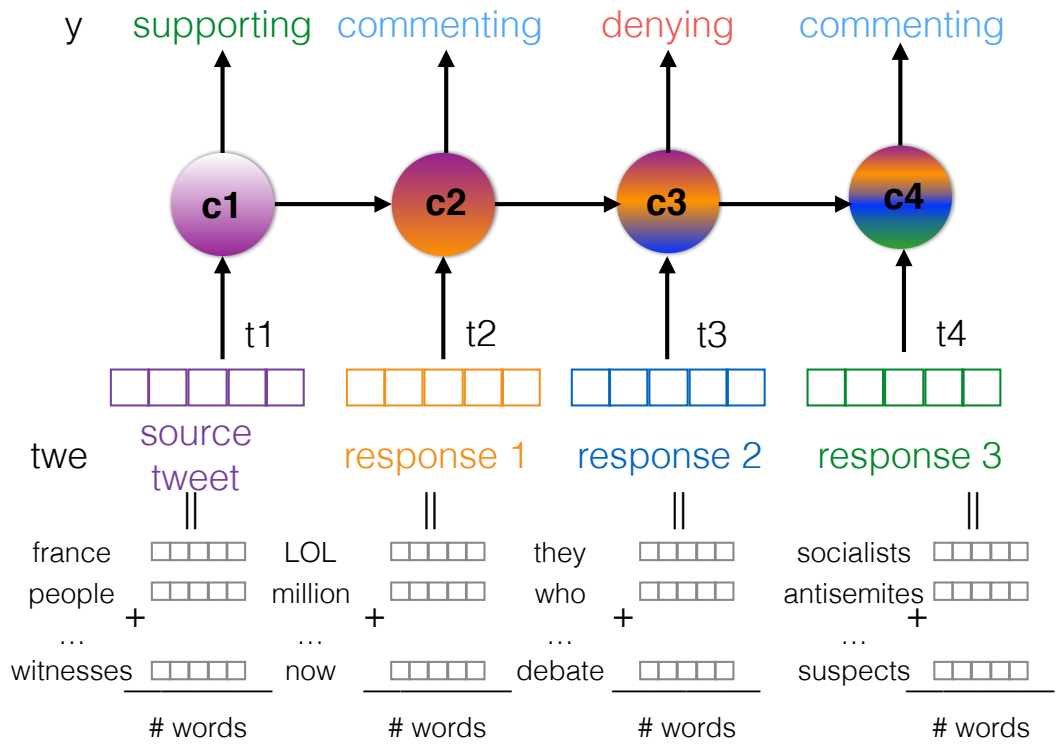 y supporting commenting denying commenting
c1 c2 c3 c4
t1 t2 t3 t4
source
twe response 1 response 2 response 3
tweet
|| || || ||
france LOL they socialists
people million who antisemites
+ + + +
... ... ... ...
witnesses now debate suspects
# words # words # words # words